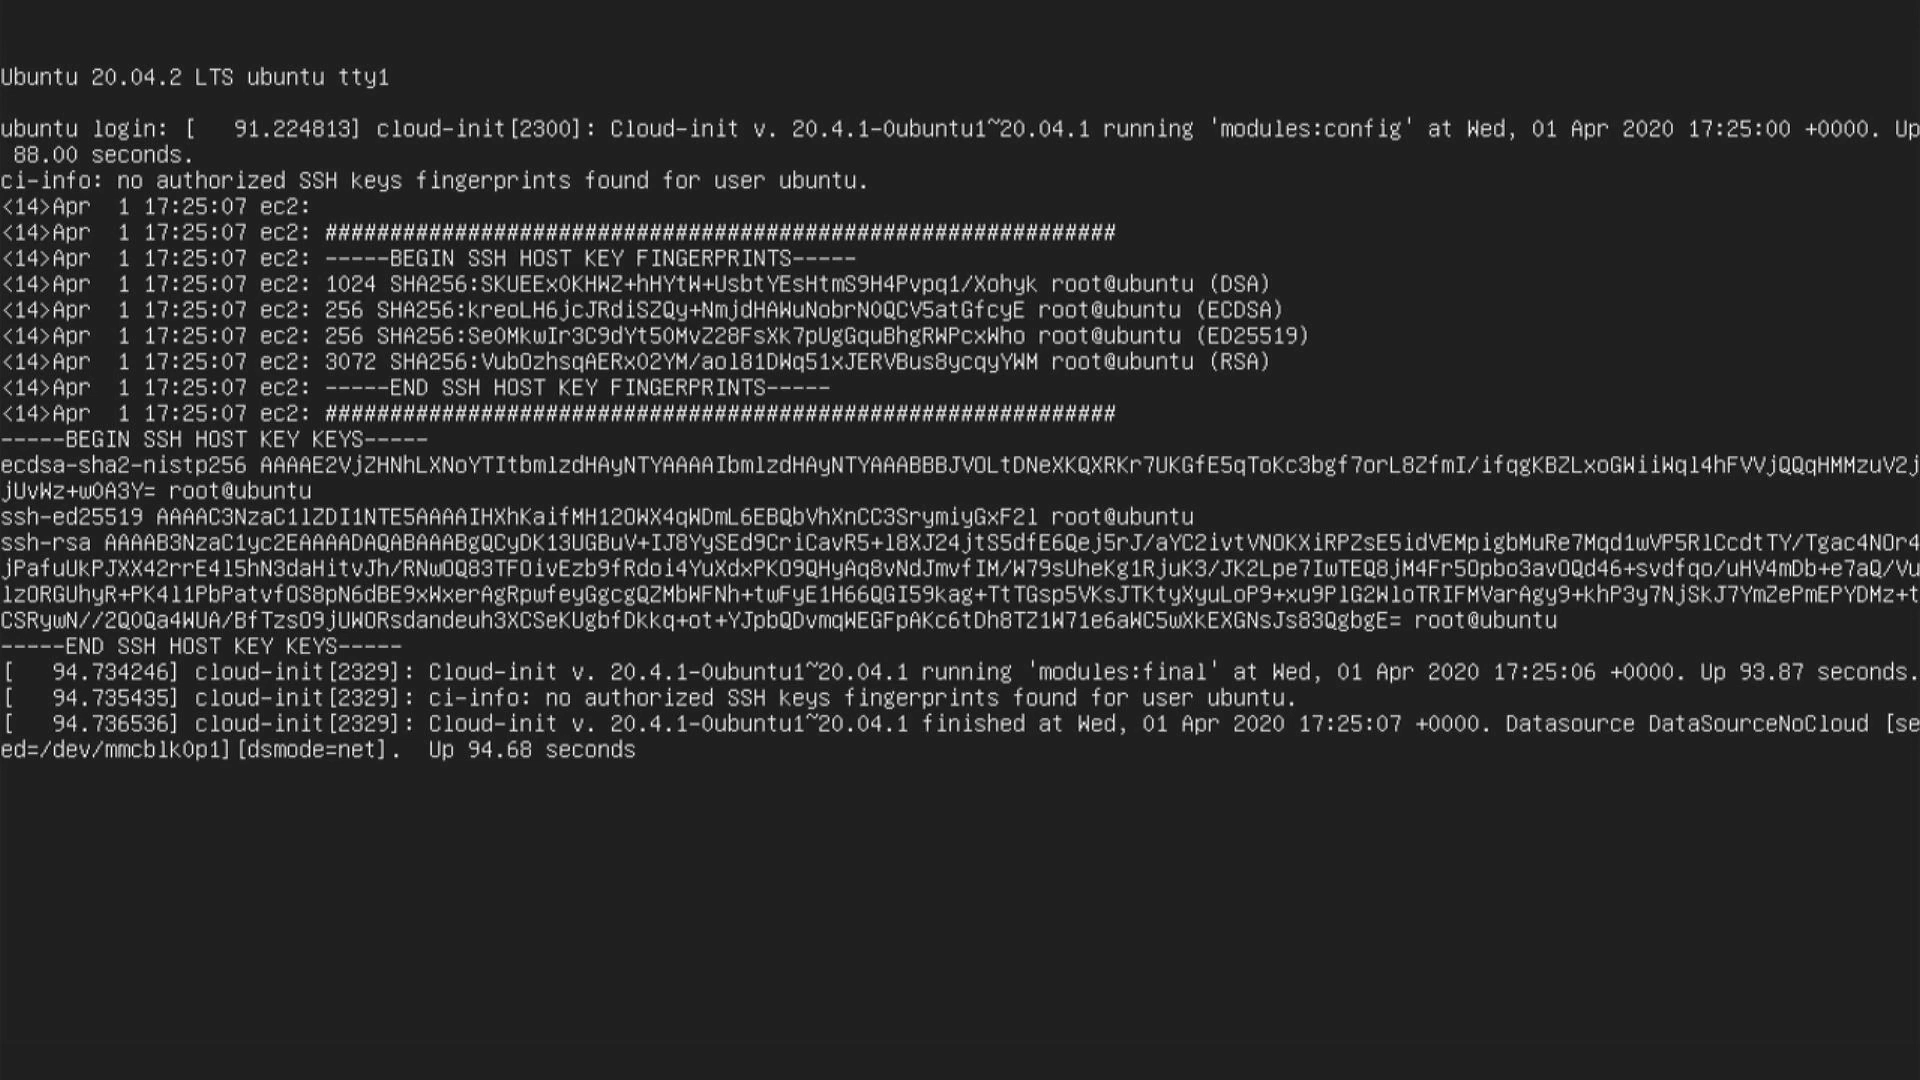 Ubuntu 20.04.2 LTS ubuntu tty1
ubuntu login: [   91.224813] cloud-init[2300]: Cloud-init v. 20.4.1-0ubuntu1~20.04.1 running 'modules:config' at Wed, 01 Apr 2020 17:25:00 +0000. Up
 88.00 seconds.
ci-info: no authorized SSH keys fingerprints found for user ubuntu.
<14>Apr  1 17:25:07 ec2:
<14>Apr  1 17:25:07 ec2: #############################################################
<14>Apr  1 17:25:07 ec2: -----BEGIN SSH HOST KEY FINGERPRINTS-----
<14>Apr  1 17:25:07 ec2: 1024 SHA256:SKUEEx0KHWZ+hHYtW+UsbtYEsHtmS9H4Pvpq1/Xohyk root@ubuntu (DSA)
<14>Apr  1 17:25:07 ec2: 256 SHA256:kreoLH6jcJRdiSZQy+NmjdHAWuNobrN0QCV5atGfcyE root@ubuntu (ECDSA)
<14>Apr  1 17:25:07 ec2: 256 SHA256:Se0MkwIr3C9dYt50MvZ28FsXk7pUgGquBhgRWPcxWho root@ubuntu (ED25519)
<14>Apr  1 17:25:07 ec2: 3072 SHA256:VubOzhsqAERx02YM/aol81DWq51xJERVBus8ycqyYWM root@ubuntu (RSA)
<14>Apr  1 17:25:07 ec2: -----END SSH HOST KEY FINGERPRINTS-----
<14>Apr  1 17:25:07 ec2: #############################################################
-----BEGIN SSH HOST KEY KEYS-----
ecdsa-sha2-nistp256 AAAAE2VjZHNhLXNoYTItbmlzdHAyNTYAAAAIbmlzdHAyNTYAAABBBJVOLtDNeXKQXRKr7UKGfE5qToKc3bgf7orL8ZfmI/ifqgKBZLxoGWiiWql4hFVVjQQqHMMzuV2j
jUvWz+w0A3Y= root@ubuntu
ssh-ed25519 AAAAC3NzaC1lZDI1NTE5AAAAIHXhKaifMH12OWX4qWDmL6EBQbVhXnCC3SrymiyGxF2l root@ubuntu
ssh-rsa AAAAB3NzaC1yc2EAAAADAQABAAABgQCyDK13UGBuV+IJ8YySEd9CriCavR5+l8XJ24jtS5dfE6Qej5rJ/aYC2ivtVNOKXiRPZsE5idVEMpigbMuRe7Mqd1wVP5RlCcdtTY/Tgac4NOr4
jPafuUkPJXX42rrE4l5hN3daHitvJh/RNwOQ83TFOivEzb9fRdoi4YuXdxPKO9QHyAq8vNdJmvfIM/W79sUheKg1RjuK3/JK2Lpe7IwTEQ8jM4Fr5Opbo3avOQd46+svdfqo/uHV4mDb+e7aQ/Vu
lzORGUhyR+PK4l1PbPatvfOS8pN6dBE9xWxerAgRpwfeyGgcgQZMbWFNh+twFyE1H66QGI59kag+TtTGsp5VKsJTKtyXyuLoP9+xu9PlG2WloTRIFMVarAgy9+khP3y7NjSkJ7YmZePmEPYDMz+t
CSRywN//2Q0Qa4WUA/BfTzsO9jUWORsdandeuh3XCSeKUgbfDkkq+ot+YJpbQDvmqWEGFpAKc6tDh8TZ1W71e6aWC5wXkEXGNsJs83QgbgE= root@ubuntu
-----END SSH HOST KEY KEYS-----
[   94.734246] cloud-init[2329]: Cloud-init v. 20.4.1-0ubuntu1~20.04.1 running 'modules:final' at Wed, 01 Apr 2020 17:25:06 +0000. Up 93.87 seconds.
[   94.735435] cloud-init[2329]: ci-info: no authorized SSH keys fingerprints found for user ubuntu.
[   94.736536] cloud-init[2329]: Cloud-init v. 20.4.1-0ubuntu1~20.04.1 finished at Wed, 01 Apr 2020 17:25:07 +0000. Datasource DataSourceNoCloud [se
ed=/dev/mmcblk0p1][dsmode=net].  Up 94.68 seconds